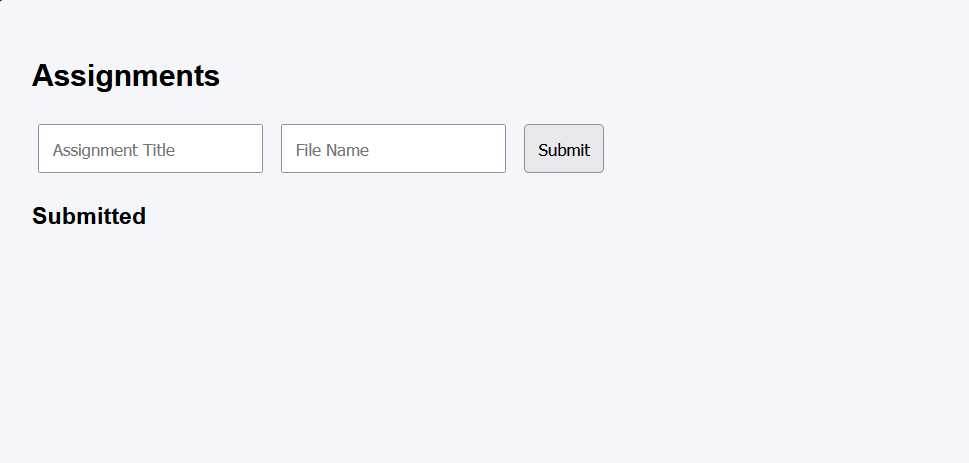 Assignments
Assignment Title File Name Submit
Submitted